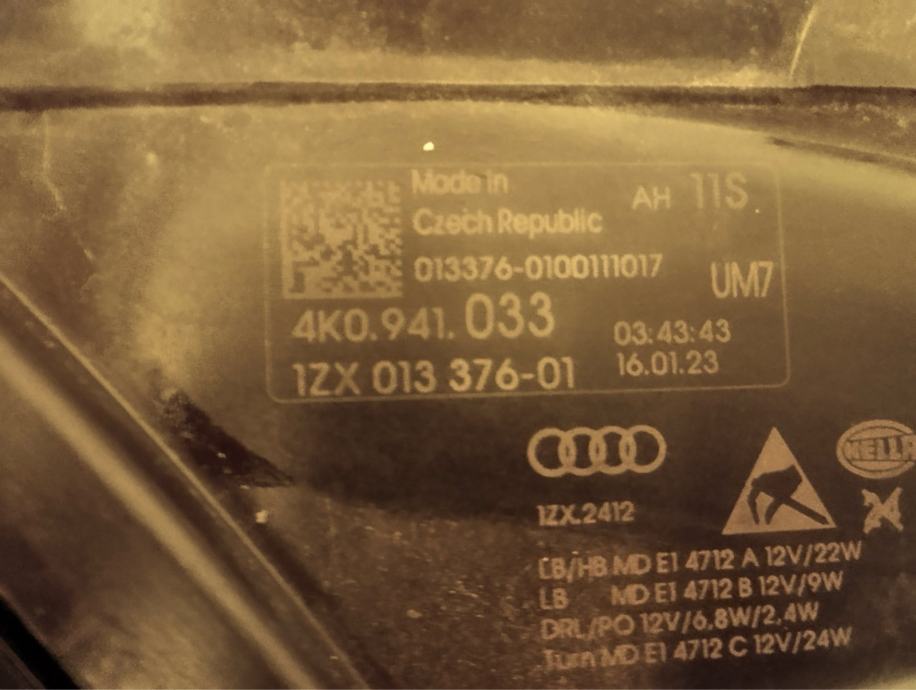 Made in
Czech Republic
AH 11S
013376-0100111017
UM7
4K0.941.033
03:43:43
1ZX 013 376-01
16.01.23
HELLA
1ZX.2412
LB/HB MD E1 4712 A 12V/22W
LB MD E1 4712 B 12V/9W
DRL/PO 12V/6,8W/2,4W
Turn MD E1 4712 C 12V/24W